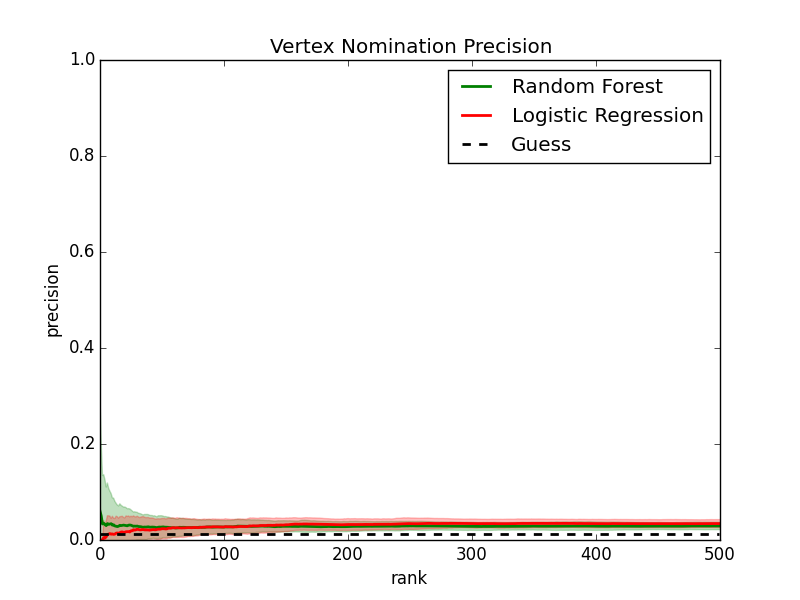 Vertex Nomination Precision
1.0
0.8
0.6
0.4
0.2
0.0
precision
Random Forest
Logistic Regression
Guess
0 100 200 300 400 500
rank